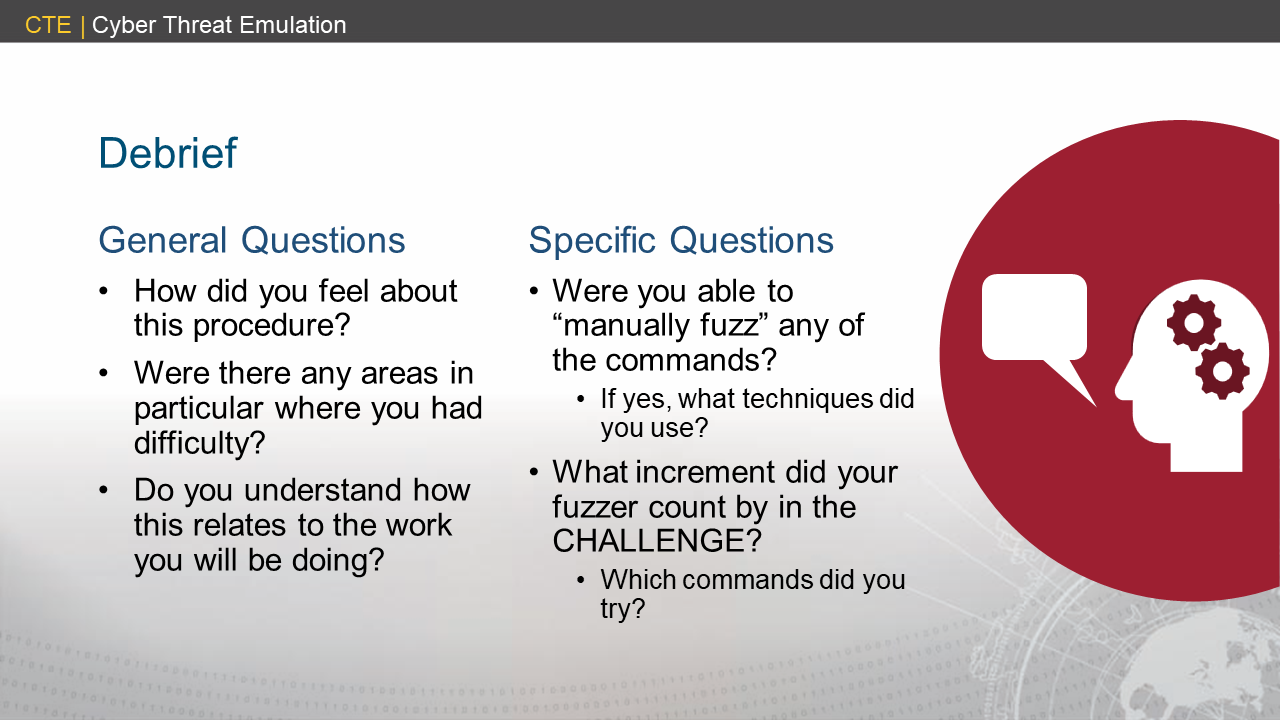 CTE | Cyber Threat Emulation
Debrief
General Questions
• How did you feel about
this procedure?
• Were there any areas in
particular where you had
difficulty?
• Do you understand how
this relates to the work
you will be doing?
Specific Questions
• Were you able to
“manually fuzz” any of
the commands?
• If yes, what techniques did
you use?
• What increment did your
fuzzer count by in the
CHALLENGE?
• Which commands did you
try?